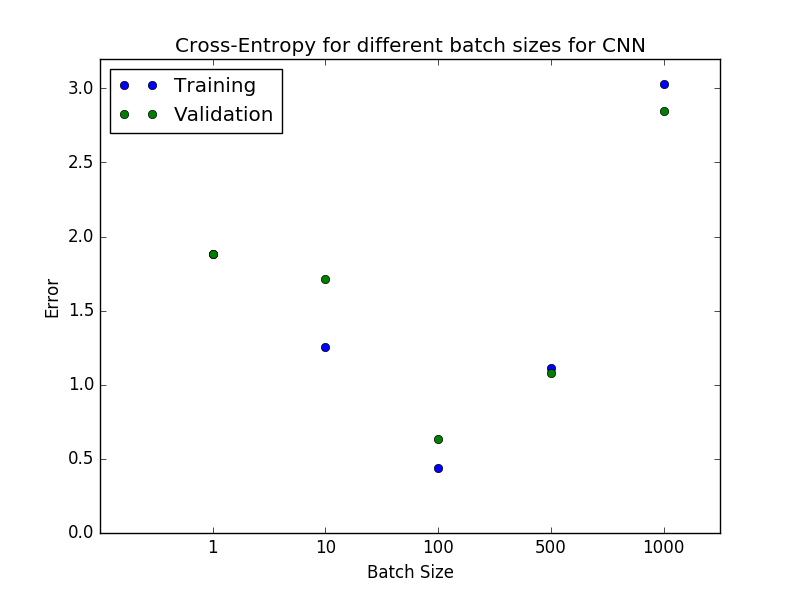 Cross-Entropy for different batch sizes for CNN
Training
Validation
3.0
2.5
2.0
1.5
1.0
0.5
0.0
Error
1 10 100 500 1000
Batch Size